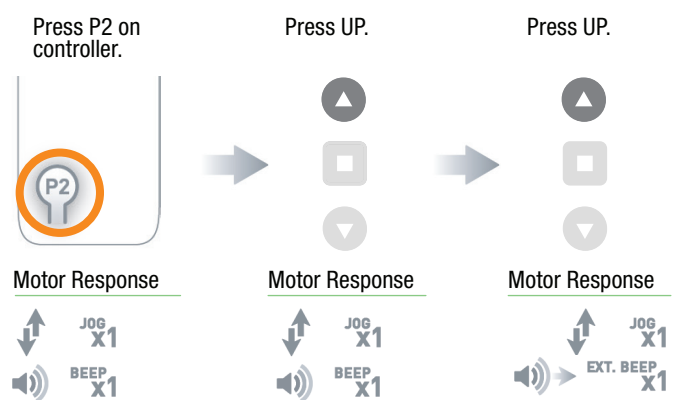 Press P2 on
controller.
Press UP.
Press UP.
P2
Motor Response
Motor Response
Motor Response
JOG
X1
JOG
X1
JOG
X1
BEEP
X1
BEEP
X1
EXT. BEEP
X1